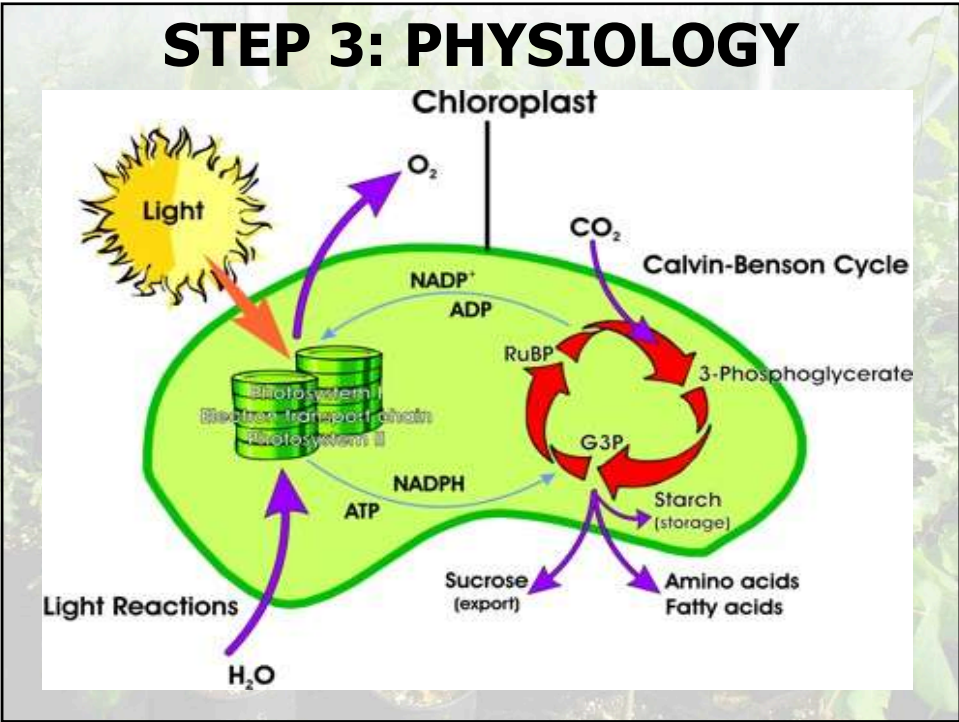 STEP 3: PHYSIOLOGY
Chloroplast
Light
O₂
CO₂
Calvin-Benson Cycle
NADP⁺
ADP
RuBP
3-Phosphoglycerate
Photosystem I
Electron transport chain
Photosystem II
G3P
NADPH
ATP
Starch
(storage)
Sucrose
(export)
Amino acids
Fatty acids
Light Reactions
H₂O